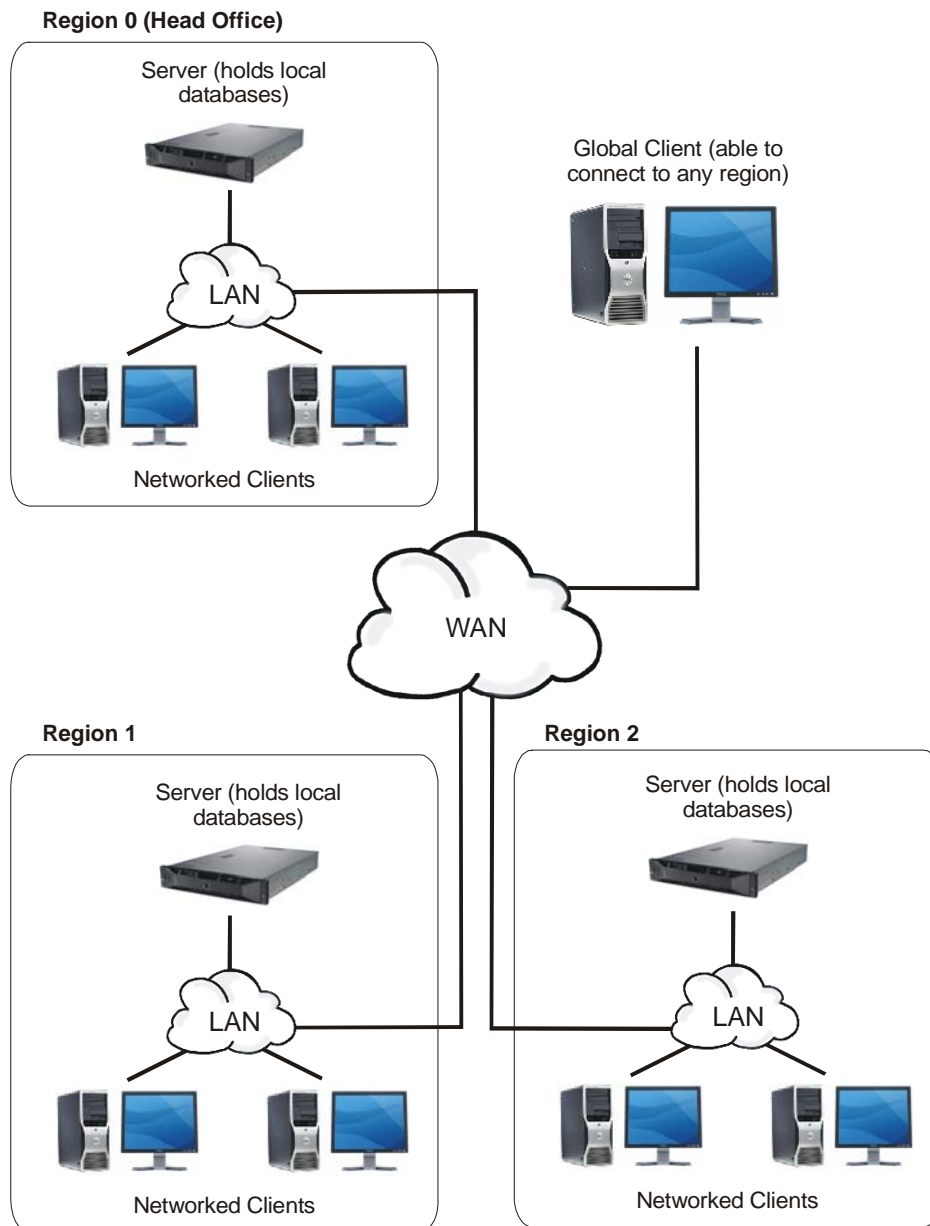 Region 0 (Head Office)
Server (holds local
databases)
LAN
Networked Clients
Global Client (able to
connect to any region)
WAN
Region 1
Server (holds local
databases)
LAN
Networked Clients
Region 2
Server (holds local
databases)
LAN
Networked Clients